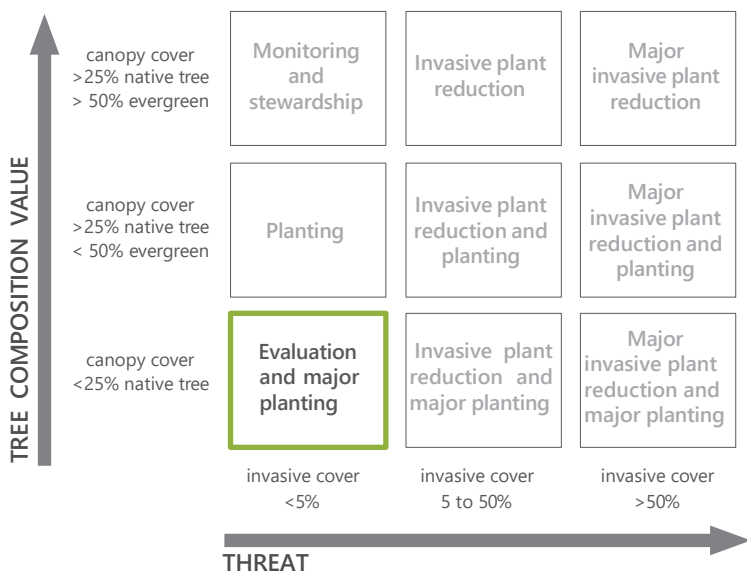 TREE COMPOSITION VALUE
canopy cover
>25% native tree
> 50% evergreen
Monitoring
and
stewardship
Invasive plant
reduction
Major
invasive plant
reduction
canopy cover
>25% native tree
< 50% evergreen
Planting
Invasive plant
reduction and
planting
Major
invasive plant
reduction and
planting
canopy cover
<25% native tree
Evaluation
and major
planting
Invasive plant
reduction and
major planting
Major
invasive plant
reduction and
major planting
invasive cover
<5%
invasive cover
5 to 50%
invasive cover
>50%
THREAT